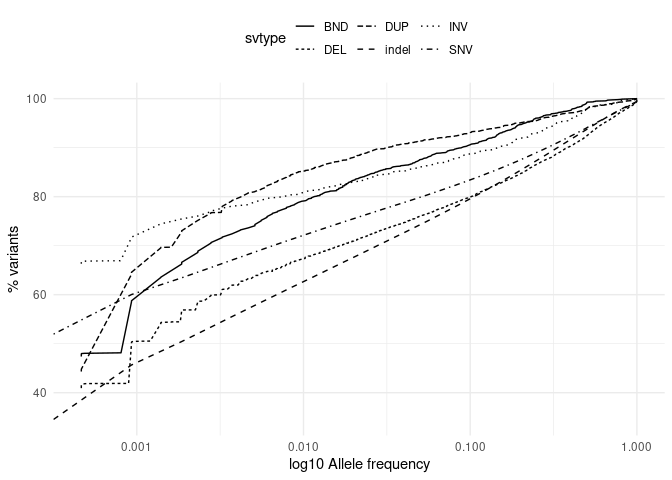 svtype
BND DUP INV
DEL indel SNV
100
80
60
40
% variants
0.001 0.010 0.100 1.000
log10 Allele frequency